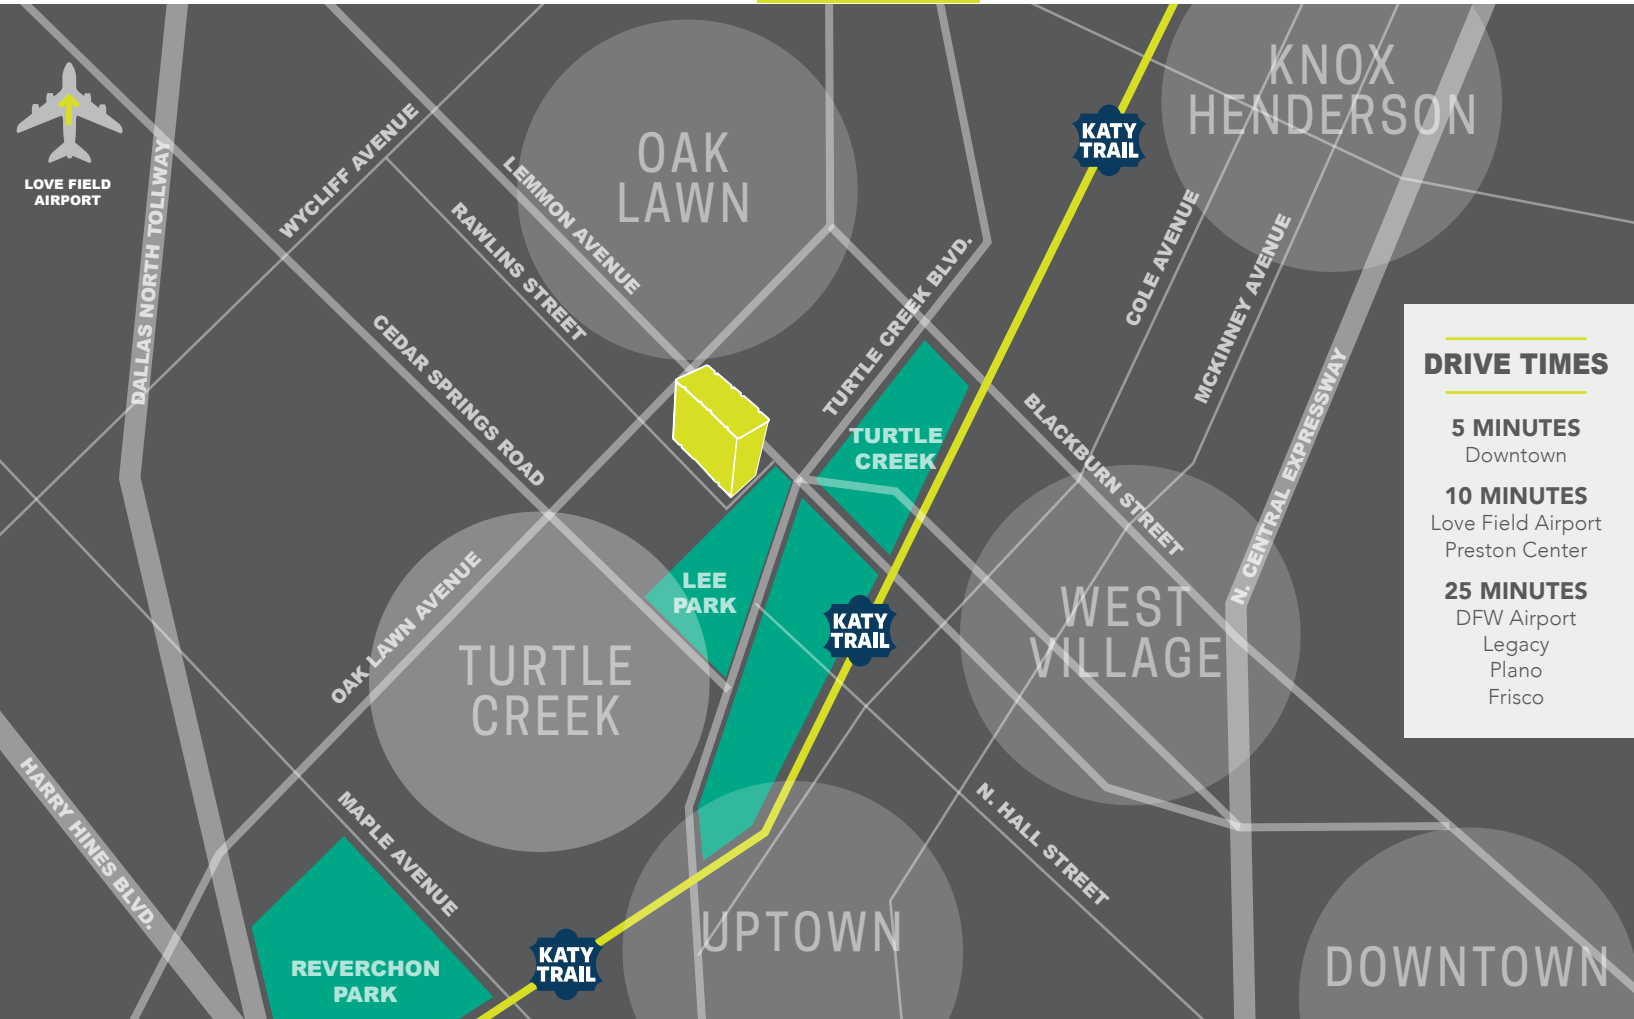 KNOX
HENDERSON
OAK
LAWN
KATY
TRAIL
LOVE FIELD
AIRPORT
DALLAS NORTH TOLLWAY
WYCLIFF AVENUE
LEMMON AVENUE
RAWLINS STREET
CEDAR SPRINGS ROAD
TURTLE CREEK BLVD.
COLE AVENUE
MCKINNEY AVENUE
N. CENTRAL EXPRESSWAY
BLACKBURN STREET
DRIVE TIMES
5 MINUTES
Downtown
10 MINUTES
Love Field Airport
Preston Center
25 MINUTES
DFW Airport
Legacy
Plano
Frisco
TURTLE
CREEK
LEE
PARK
KATY
TRAIL
WEST
VILLAGE
OAK LAWN AVENUE
TURTLE
CREEK
HARRY HINES BLVD.
MAPLE AVENUE
N. HALL STREET
UPTOWN
DOWNTOWN
KATY
TRAIL
REVERCHON
PARK